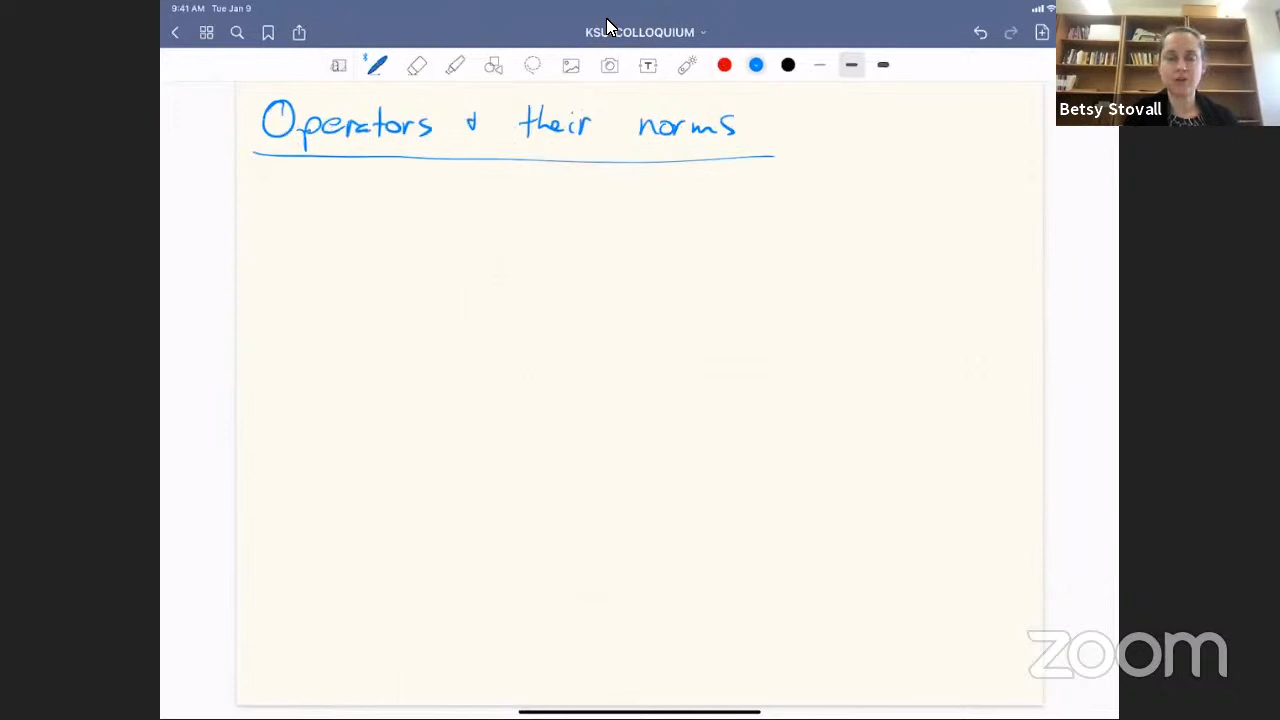 9:41 AM Tue Jan 9
KSU COLLOQUIUM
Betsy Stovall
Operators & their norms
zoom